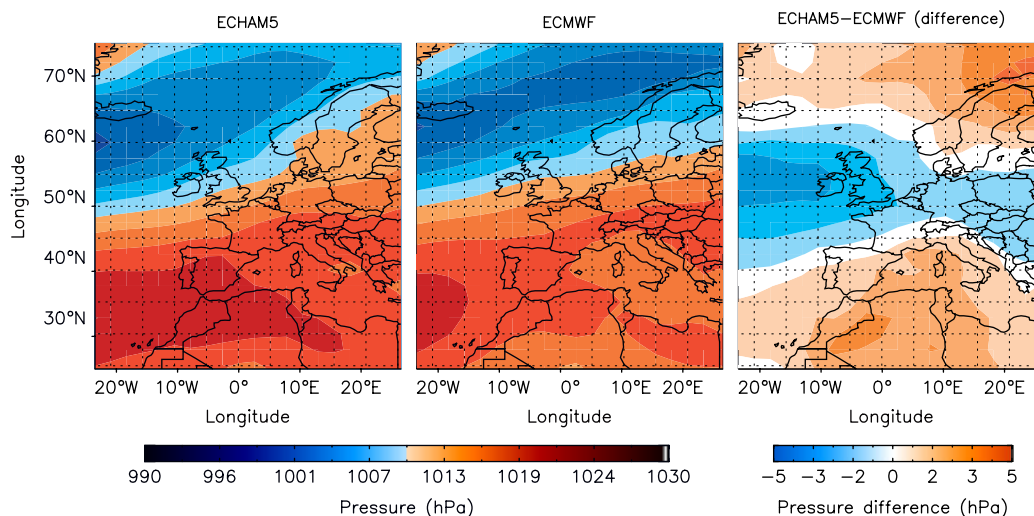 ECHAM5
ECMWF
ECHAM5−ECMWF (difference)
Longitude
70°N
60°N
50°N
40°N
30°N
20°W 10°W 0° 10°E 20°E
20°W 10°W 0° 10°E 20°E
20°W 10°W 0° 10°E 20°E
Longitude
Longitude
Longitude
990 996 1001 1007 1013 1019 1024 1030
Pressure (hPa)
−5 −3 −2 0 2 3 5
Pressure difference (hPa)